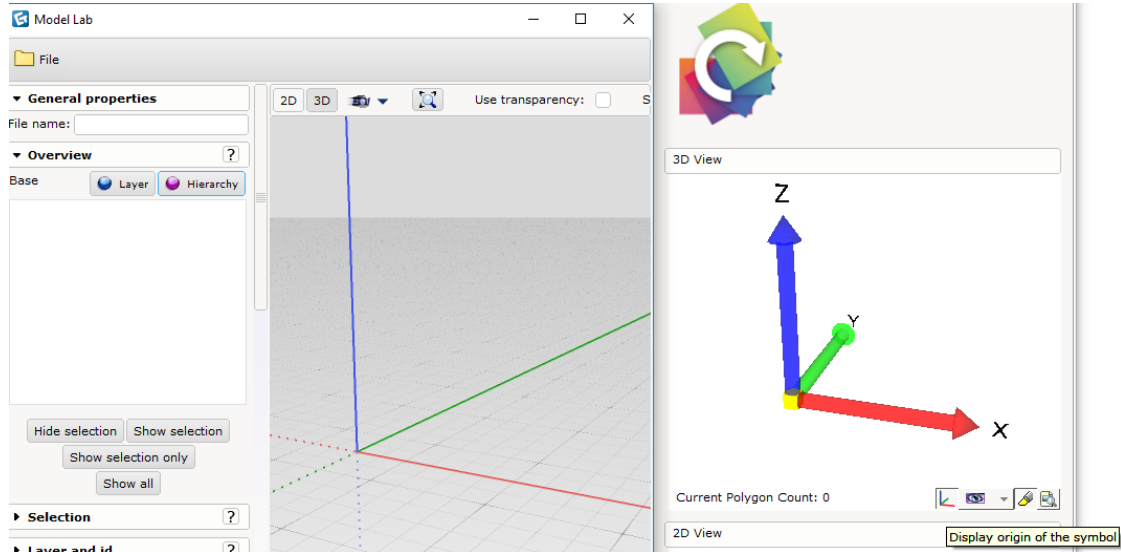 Model Lab
File
General properties
File name:
Overview ?
Base Layer Hierarchy
Hide selection Show selection
Show selection only
Show all
Selection ?
Layer and id ?
2D 3D Use transparency: S
3D View
Z
Y
X
Current Polygon Count: 0
2D View
Display origin of the symbol